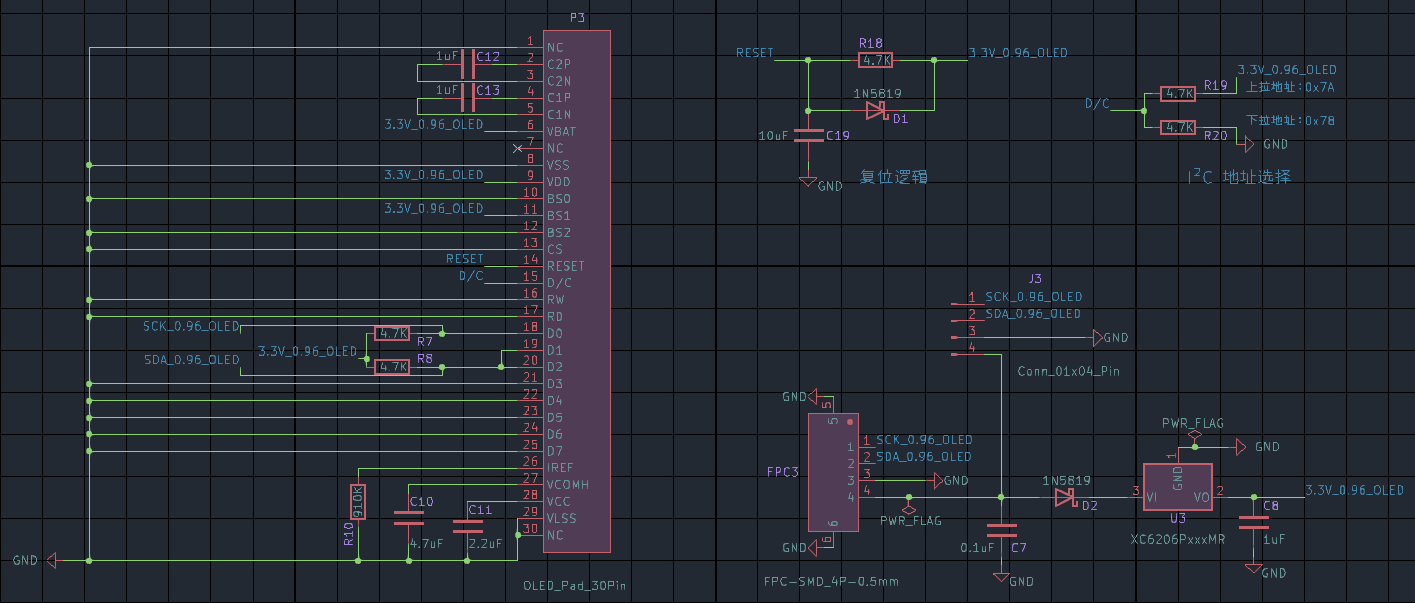 P3
1 NC
1uF C12 2 C2P
3 C2N
1uF C13 4 C1P
5 C1N
3.3V_0.96_OLED 6 VBAT
7 NC
8 VSS
3.3V_0.96_OLED 9 VDD
10 BS0
3.3V_0.96_OLED 11 BS1
12 BS2
13 CS
RESET 14 RESET
D/C 15 D/C
16 RW
17 RD
SCK_0.96_OLED 4.7K 18 D0
R7
3.3V_0.96_OLED 19 D1
R8
SDA_0.96_OLED 4.7K 20 D2
21 D3
22 D4
23 D5
24 D6
25 D7
26 IREF
27 VCOMH
910K R10
C10 28 VCC
C11 29 VLSS
30 NC
4.7uF 2.2uF
GND
OLED_Pad_30Pin
RESET R18 3.3V_0.96_OLED
4.7K
1N5819
D1
10uF C19
GND
复位逻辑
3.3V_0.96_OLED
R19 上拉地址:0x7A
4.7K
D/C
下拉地址:0x78
4.7K R20
GND
I²C 地址选择
J3
1 SCK_0.96_OLED
2 SDA_0.96_OLED
3 GND
4
Conn_01x04_Pin
GND 5 5
1 1 SCK_0.96_OLED
2 2 SDA_0.96_OLED
FPC3 3 3 GND
4 4
PWR_FLAG
GND 6 6
FPC-SMD_4P-0.5mm
0.1uF C7
GND
1N5819
D2
PWR_FLAG
1 GND
GND
3 VI VO 2 3.3V_0.96_OLED
U3
XC6206PxxxMR
C8
1uF
GND